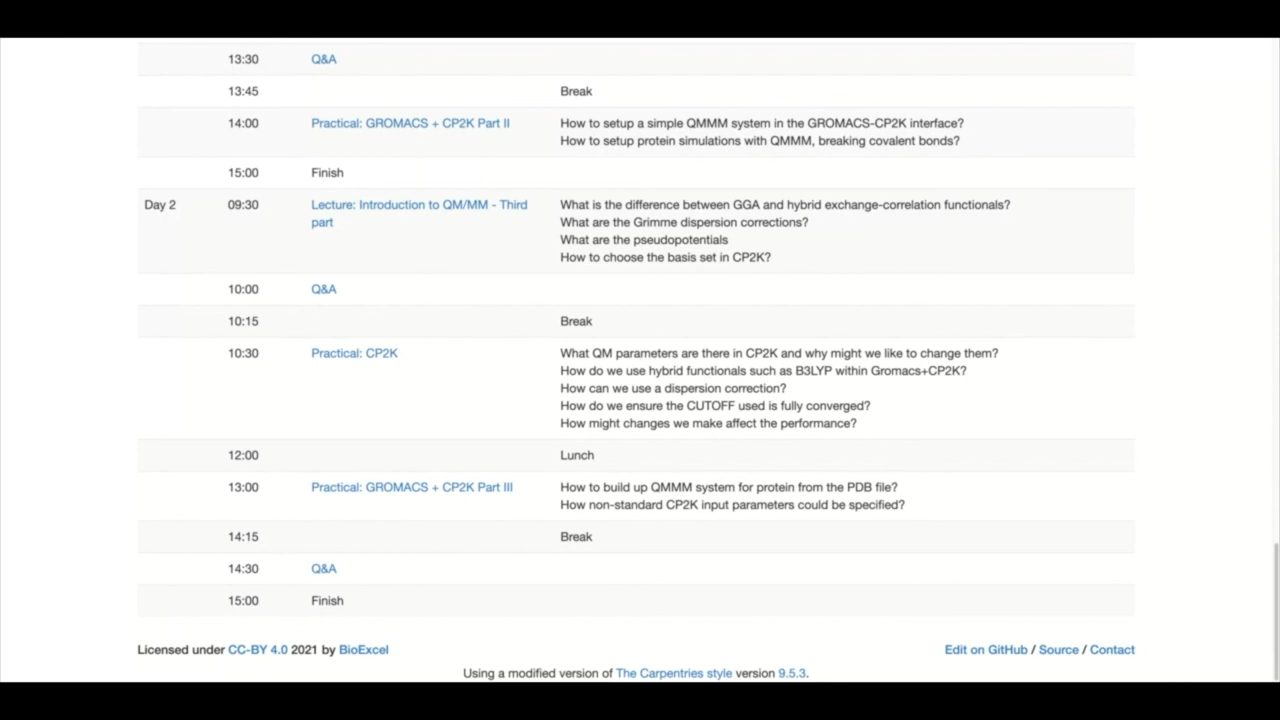 13:30 Q&A
13:45 Break
14:00 Practical: GROMACS + CP2K Part II How to setup a simple QMMM system in the GROMACS-CP2K interface?
How to setup protein simulations with QMMM, breaking covalent bonds?
15:00 Finish
Day 2 09:30 Lecture: Introduction to QM/MM - Third What is the difference between GGA and hybrid exchange-correlation functionals?
part What are the Grimme dispersion corrections?
What are the pseudopotentials
How to choose the basis set in CP2K?
10:00 Q&A
10:15 Break
10:30 Practical: CP2K What QM parameters are there in CP2K and why might we like to change them?
How do we use hybrid functionals such as B3LYP within Gromacs+CP2K?
How can we use a dispersion correction?
How do we ensure the CUTOFF used is fully converged?
How might changes we make affect the performance?
12:00 Lunch
13:00 Practical: GROMACS + CP2K Part III How to build up QMMM system for protein from the PDB file?
How non-standard CP2K input parameters could be specified?
14:15 Break
14:30 Q&A
15:00 Finish
Licensed under CC-BY 4.0 2021 by BioExcel Edit on GitHub / Source / Contact
Using a modified version of The Carpentries style version 9.5.3.